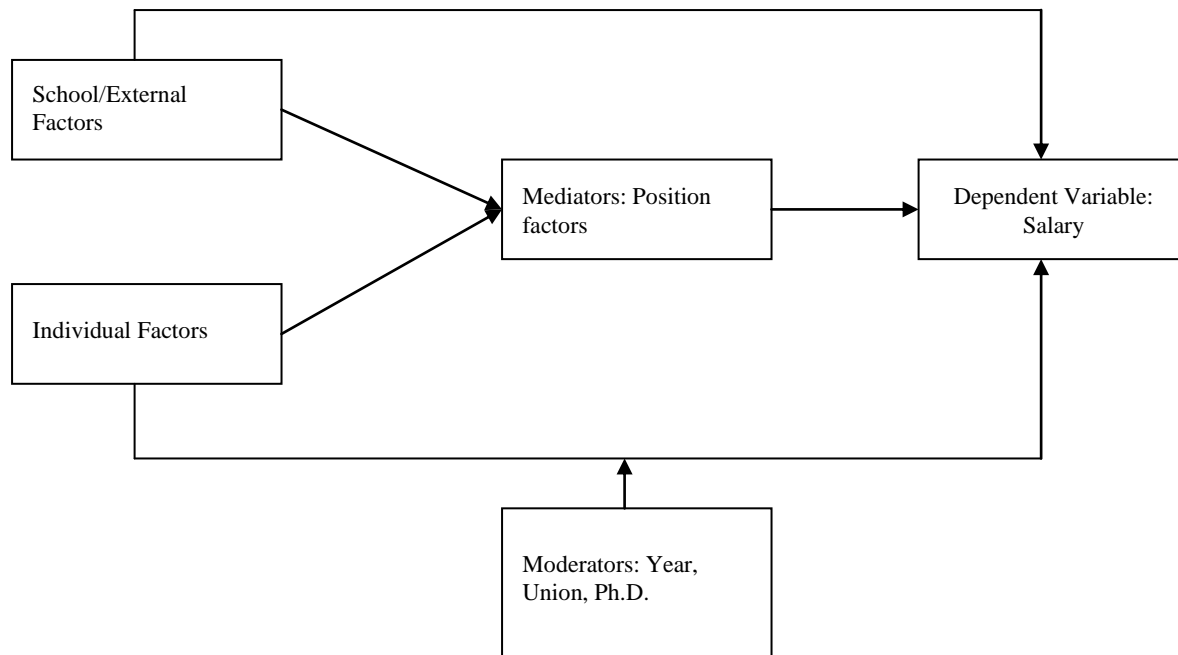 School/External
Factors
Mediators: Position
factors
Dependent Variable:
Salary
Individual Factors
Moderators: Year,
Union, Ph.D.